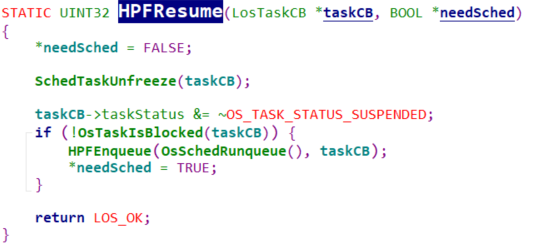 STATIC UINT32 HPFResume(LosTaskCB *taskCB, BOOL *needSched)
{
    *needSched = FALSE;

    SchedTaskUnfreeze(taskCB);

    taskCB->taskStatus &= ~OS_TASK_STATUS_SUSPENDED;
    if (!OsTaskIsBlocked(taskCB)) {
        HPFEnqueue(OsSchedRunqueue(), taskCB);
        *needSched = TRUE;
    }

    return LOS_OK;
}